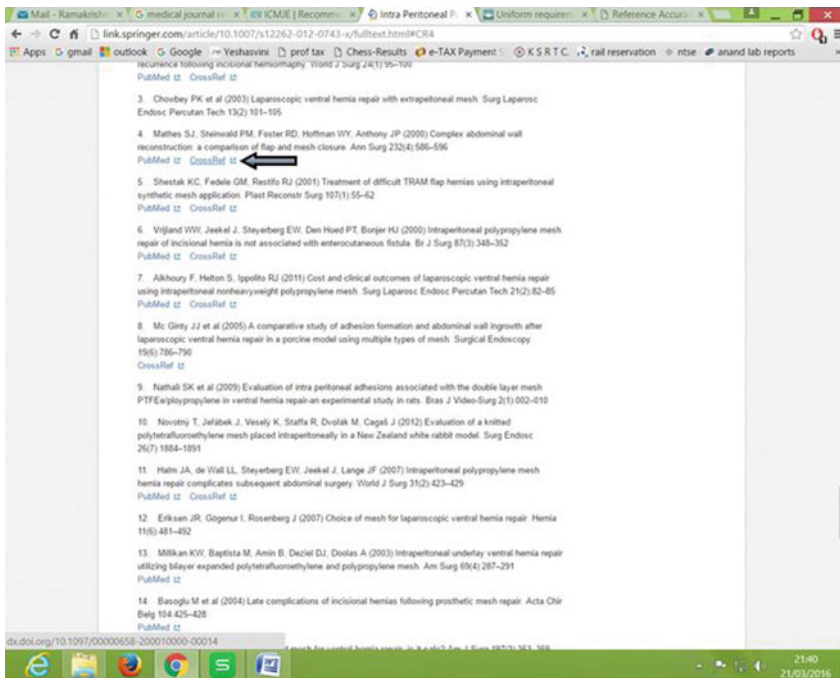 Mail - Ramakrish
medical journal
ICMJE | Recomme
Intra Peritoneal P
Uniform requirem
Reference Accura
link.springer.com/article/10.1007/s12262-012-0743-x/fulltext.html#CR4
Apps gmail outlook Google Yeshasvini prof tax Chess-Results e-TAX Payment S K S R T C rail reservation ntse anand lab reports
recurrence following incisional herniorrhaphy. World J Surg 24(1):95–100
PubMed CrossRef
3. Chowbey PK et al (2003) Laparoscopic ventral hernia repair with extrapeitoneal mesh. Surg Laparosc
Endosc Percutan Tech 13(2):101–105
4. Mathes SJ, Steinwald PM, Foster RD, Hoffman WY, Anthony JP (2000) Complex abdominal wall
reconstruction: a comparison of flap and mesh closure. Ann Surg 232(4):586–596
PubMed CrossRef
5. Shestak KC, Fedele GM, Restifo RJ (2001) Treatment of difficult TRAM flap hernias using intraperitoneal
synthetic mesh application. Plast Reconstr Surg 107(1):55–62
PubMed CrossRef
6. Vrijland WW, Jeekel J, Steyerberg EW, Den Hoed PT, Bonjer HJ (2000) Intraperitoneal polypropylene mesh
repair of incisional hernia is not associated with enterocutaneous fistula. Br J Surg 87(3):348–352
PubMed CrossRef
7. Alkhoury F, Helton S, Ippolito RJ (2011) Cost and clinical outcomes of laparoscopic ventral hernia repair
using intraperitoneal nonheavyweight polypropylene mesh. Surg Laparosc Endosc Percutan Tech 21(2):82–85
PubMed CrossRef
8. Mc Ginty JJ et al (2005) A comparative study of adhesion formation and abdominal wall ingrowth after
laparoscopic ventral hernia repair in a porcine model using multiple types of mesh. Surgical Endoscopy
19(6):786–790
CrossRef
9. Nathali SK et al (2009) Evaluation of intra peritoneal adhesions associated with the double layer mesh
PTFEe/ploypropylene in ventral hernia repair-an experimental study in rats. Bras J Video-Surg 2(1):002–010
10. Novotný T, Jeřábek J, Veselý K, Staffa R, Dvořák M, Cagaš J (2012) Evaluation of a knitted
polytetrafluoroethylene mesh placed intraperitoneally in a New Zealand white rabbit model. Surg Endosc
26(7):1884–1891
11. Halm JA, de Wall LL, Steyerberg EW, Jeekel J, Lange JF (2007) Intraperitoneal polypropylene mesh
hernia repair complicates subsequent abdominal surgery. World J Surg 31(2):423–429
PubMed CrossRef
12. Eriksen JR, Gögenur I, Rosenberg J (2007) Choice of mesh for laparoscopic ventral hernia repair. Hernia
11(6):481–492
13. Millikan KW, Baptista M, Amin B, Deziel DJ, Doolas A (2003) Intraperitoneal underlay ventral hernia repair
utilizing bilayer expanded polytetrafluoroethylene and polypropylene mesh. Am Surg 69(4):287–291
PubMed
14. Basoglu M et al (2004) Late complications of incisional hernias following prosthetic mesh repair. Acta Chir
Belg 104:425–428
PubMed
dx.doi.org/10.1097/00000658-200010000-00014
mesh for ventral hernia repair: is it safe? Am J Surg 197(3):353–359
21:40
21/03/2016